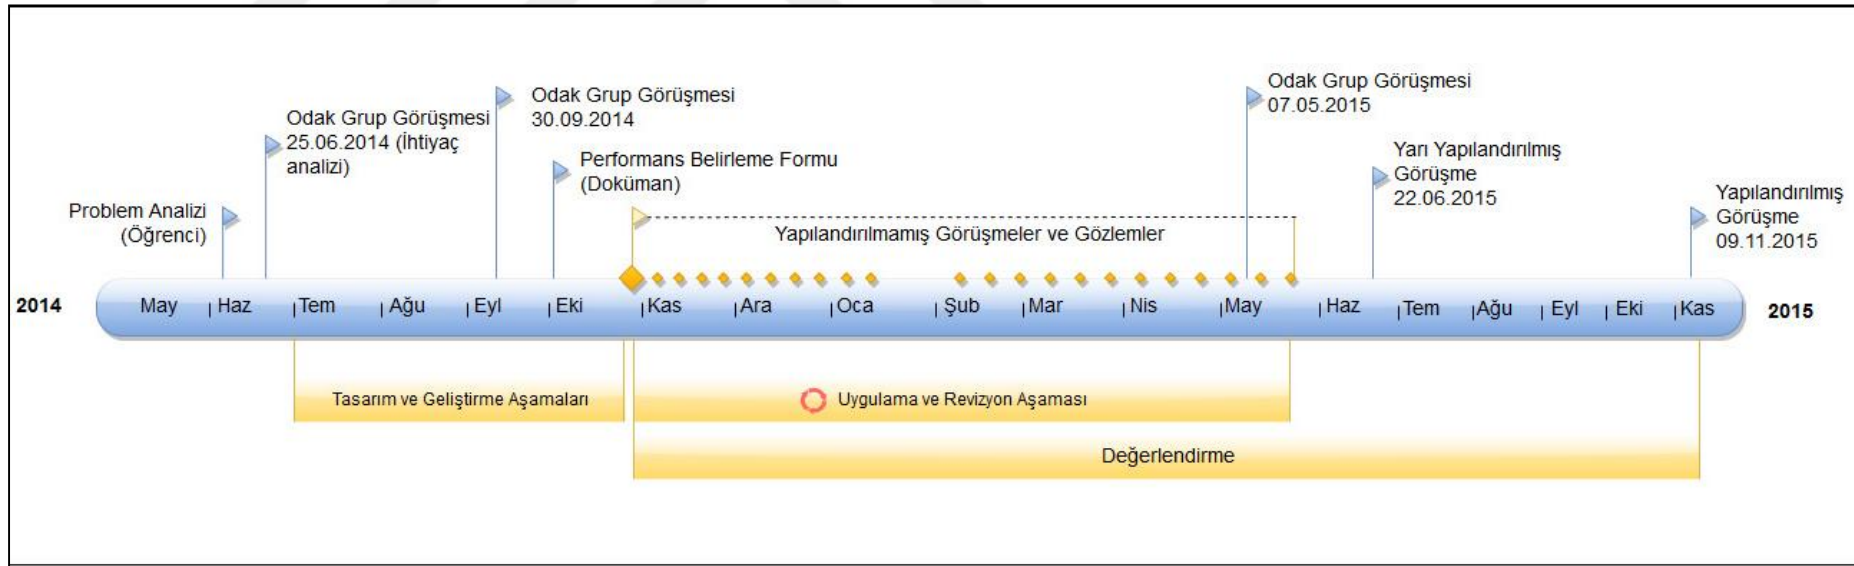 Odak Grup Görüşmesi
25.06.2014 (İhtiyaç
analizi)
Odak Grup Görüşmesi
30.09.2014
Odak Grup Görüşmesi
07.05.2015
Performans Belirleme Formu
(Doküman)
Yarı Yapılandırılmış
Görüşme
22.06.2015
Problem Analizi
(Öğrenci)
Yapılandırılmış
Görüşme
09.11.2015
Yapılandırılmamış Görüşmeler ve Gözlemler
2014 May Haz Tem Ağu Eyl Eki Kas Ara Oca Şub Mar Nis May Haz Tem Ağu Eyl Eki Kas 2015
Tasarım ve Geliştirme Aşamaları
Uygulama ve Revizyon Aşaması
Değerlendirme